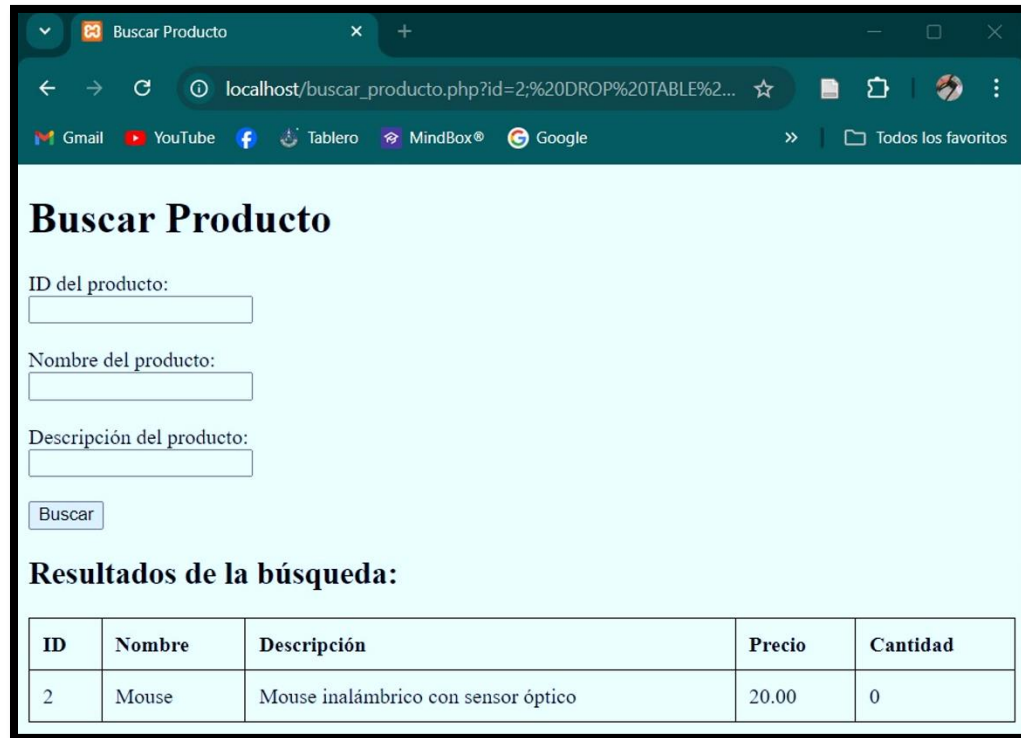 Buscar Producto
localhost/buscar_producto.php?id=2;%20DROP%20TABLE%2...
Gmail YouTube Tablero MindBox® Google » Todos los favoritos
Buscar Producto
ID del producto:
Nombre del producto:
Descripción del producto:
Buscar
Resultados de la búsqueda:
ID Nombre Descripción Precio Cantidad
2 Mouse Mouse inalámbrico con sensor óptico 20.00 0